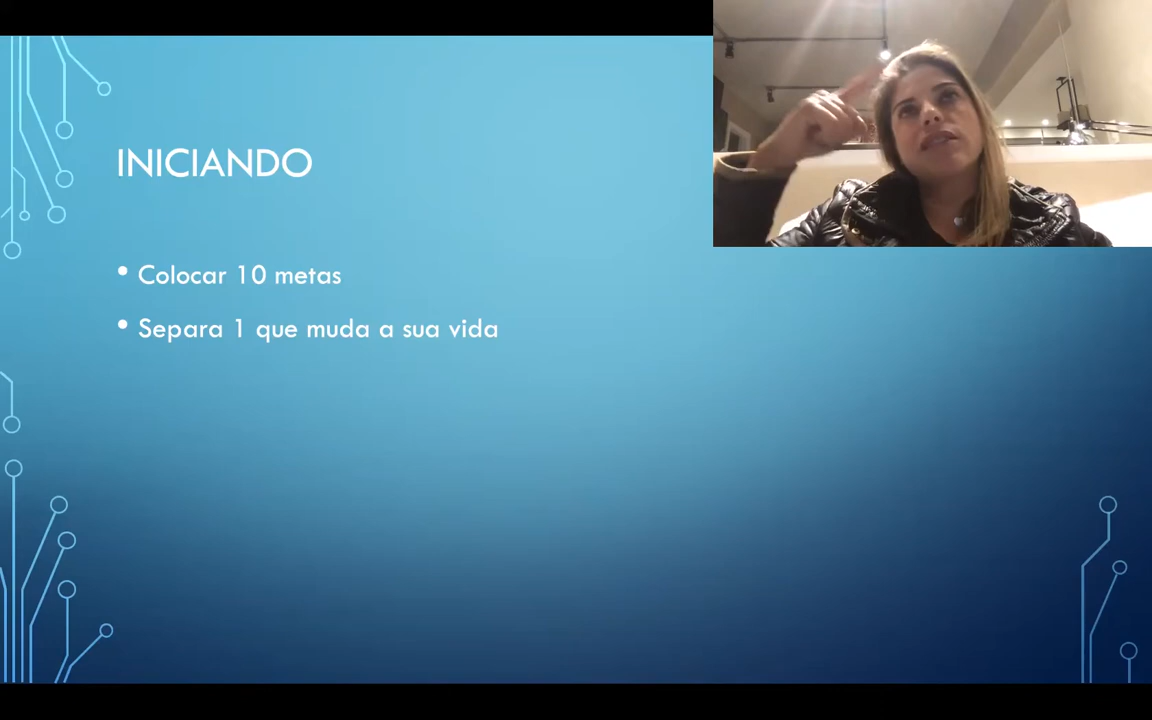 INICIANDO
• Colocar 10 metas
• Separa 1 que muda a sua vida